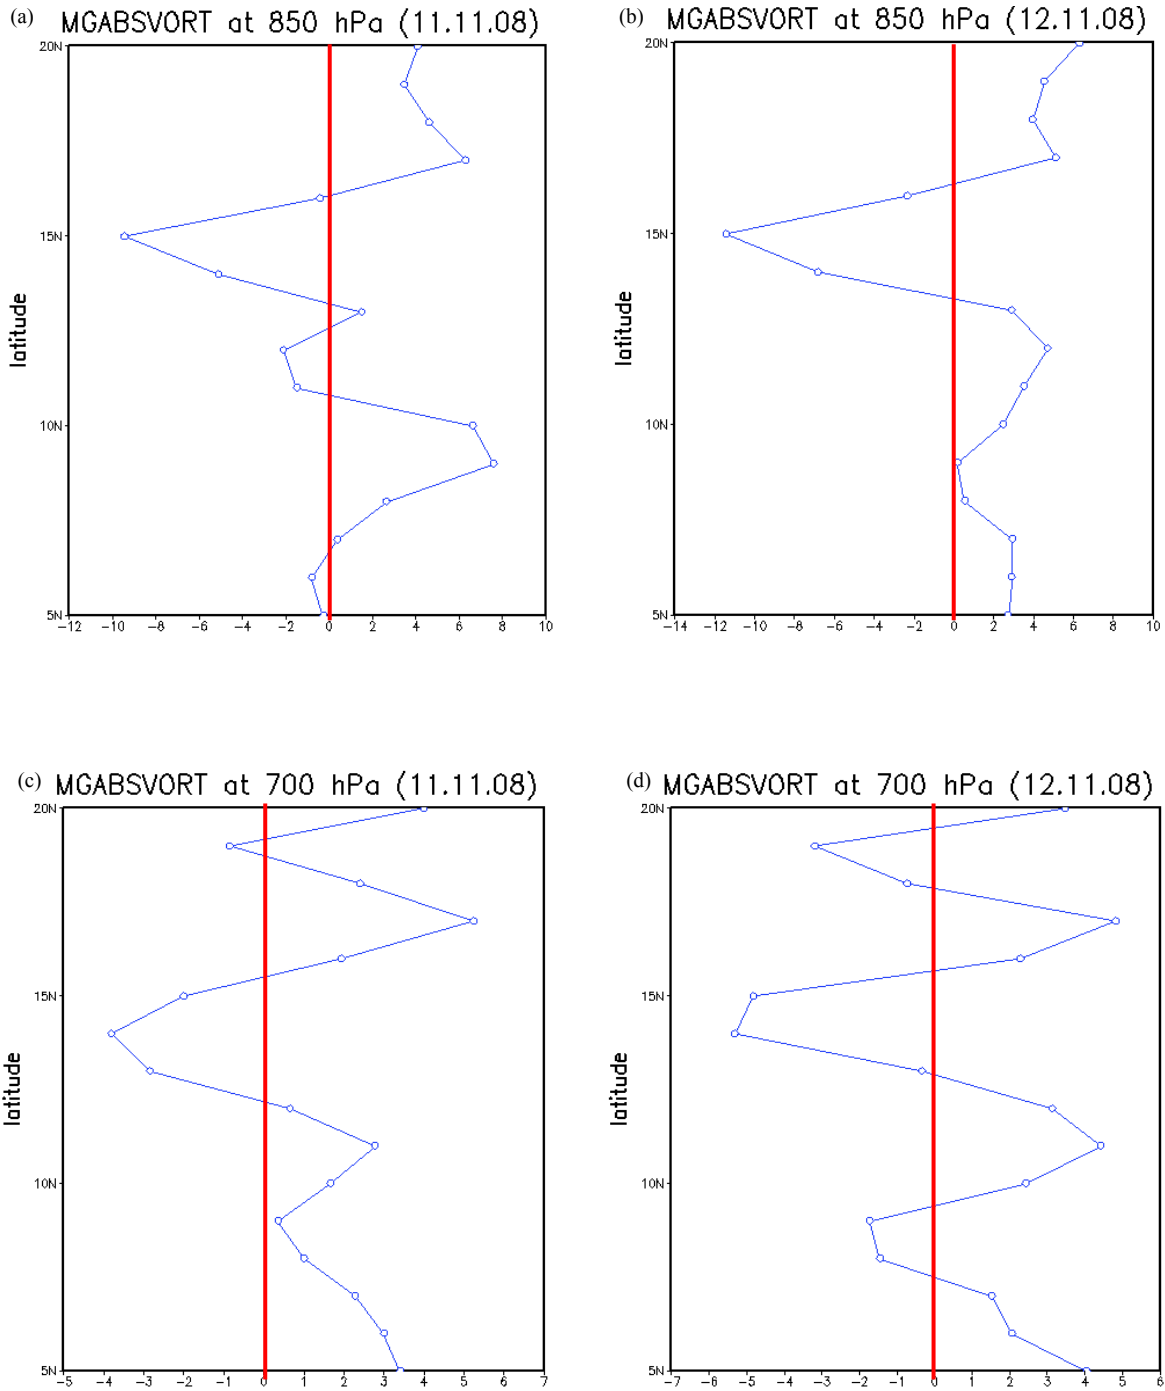 (a) MGABSVORT at 850 hPa (11.11.08)
20N
15N
10N
5N
latitude
-12 -10 -8 -6 -4 -2 0 2 4 6 8 10
(b) MGABSVORT at 850 hPa (12.11.08)
20N
15N
10N
5N
latitude
-14 -12 -10 -8 -6 -4 -2 0 2 4 6 8 10
(c) MGABSVORT at 700 hPa (11.11.08)
20N
15N
10N
5N
latitude
-5 -4 -3 -2 -1 0 1 2 3 4 5 6 7
(d) MGABSVORT at 700 hPa (12.11.08)
20N
15N
10N
5N
latitude
-7 -6 -5 -4 -3 -2 -1 0 1 2 3 4 5 6